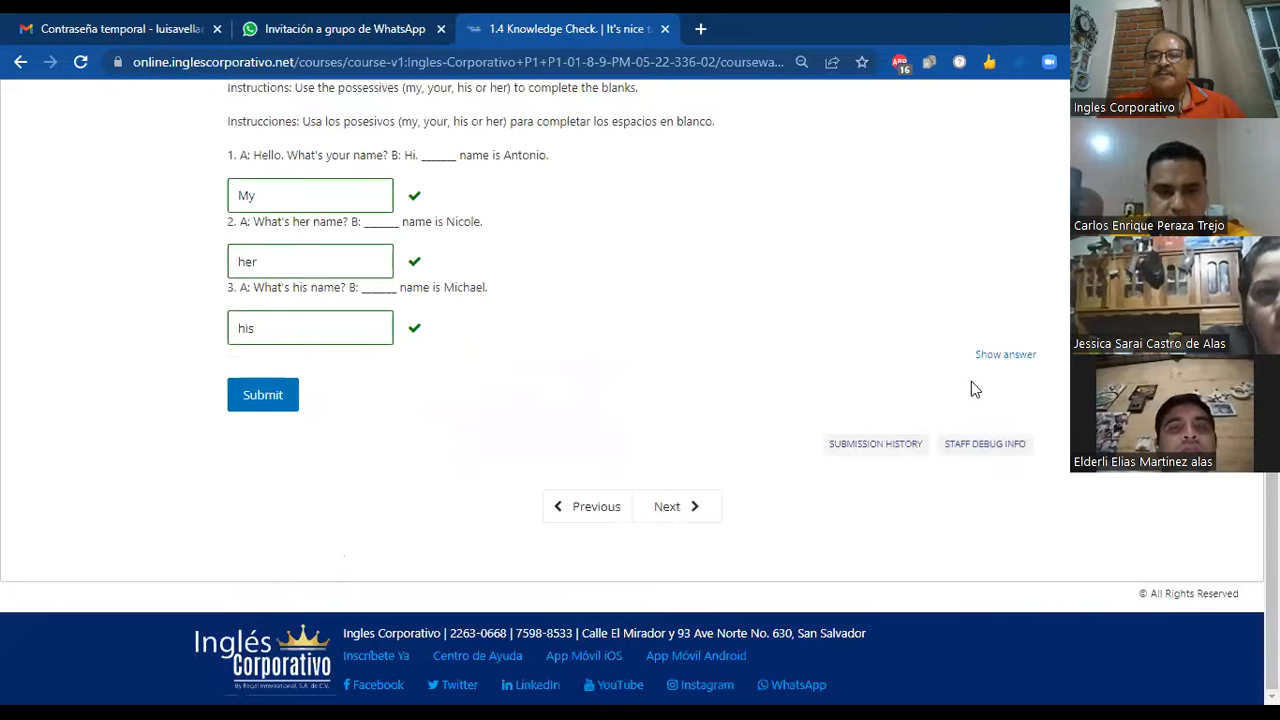 Contraseña temporal - luisavellar
Invitación a grupo de WhatsApp
1.4 Knowledge Check. | It's nice t
online.inglescorporativo.net/courses/course-v1:Ingles-Corporativo+P1+P1-01-8-9-PM-05-22-336-02/coursewa...
ABP
16
Instructions: Use the possessives (my, your, his or her) to complete the blanks.
Instrucciones: Usa los posesivos (my, your, his or her) para completar los espacios en blanco.
1. A: Hello. What's your name? B: Hi. ______ name is Antonio.
My
2. A: What's her name? B: ______ name is Nicole.
her
3. A: What's his name? B: ______ name is Michael.
his
Show answer
Submit
SUBMISSION HISTORY
STAFF DEBUG INFO
Previous
Next
© All Rights Reserved
Inglés
Corporativo
By Regal International, S.A. de C.V.
Ingles Corporativo | 2263-0668 | 7598-8533 | Calle El Mirador y 93 Ave Norte No. 630, San Salvador
Inscríbete Ya
Centro de Ayuda
App Móvil iOS
App Móvil Android
Facebook
Twitter
LinkedIn
YouTube
Instagram
WhatsApp
Ingles Corporativo
Carlos Enrique Peraza Trejo
Jessica Sarai Castro de Alas
Elderli Elias Martinez alas